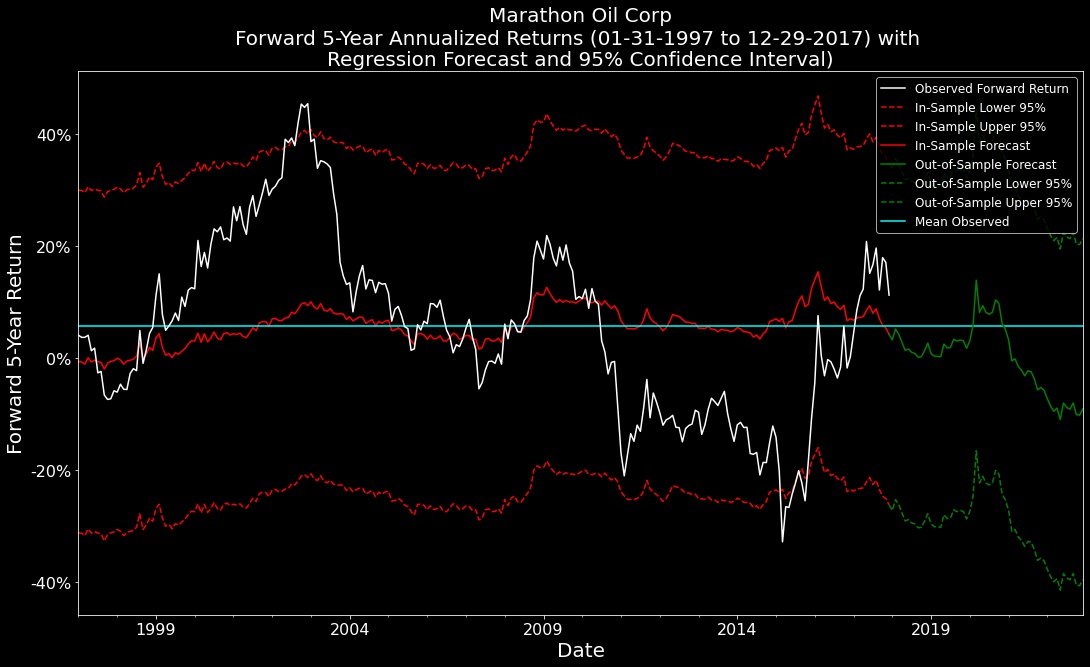 Marathon Oil Corp
Forward 5-Year Annualized Returns (01-31-1997 to 12-29-2017) with
Regression Forecast and 95% Confidence Interval)
Observed Forward Return
In-Sample Lower 95%
In-Sample Upper 95%
In-Sample Forecast
Out-of-Sample Forecast
Out-of-Sample Lower 95%
Out-of-Sample Upper 95%
Mean Observed
Forward 5-Year Return
40%
20%
0%
-20%
-40%
1999
2004
2009
2014
2019
Date